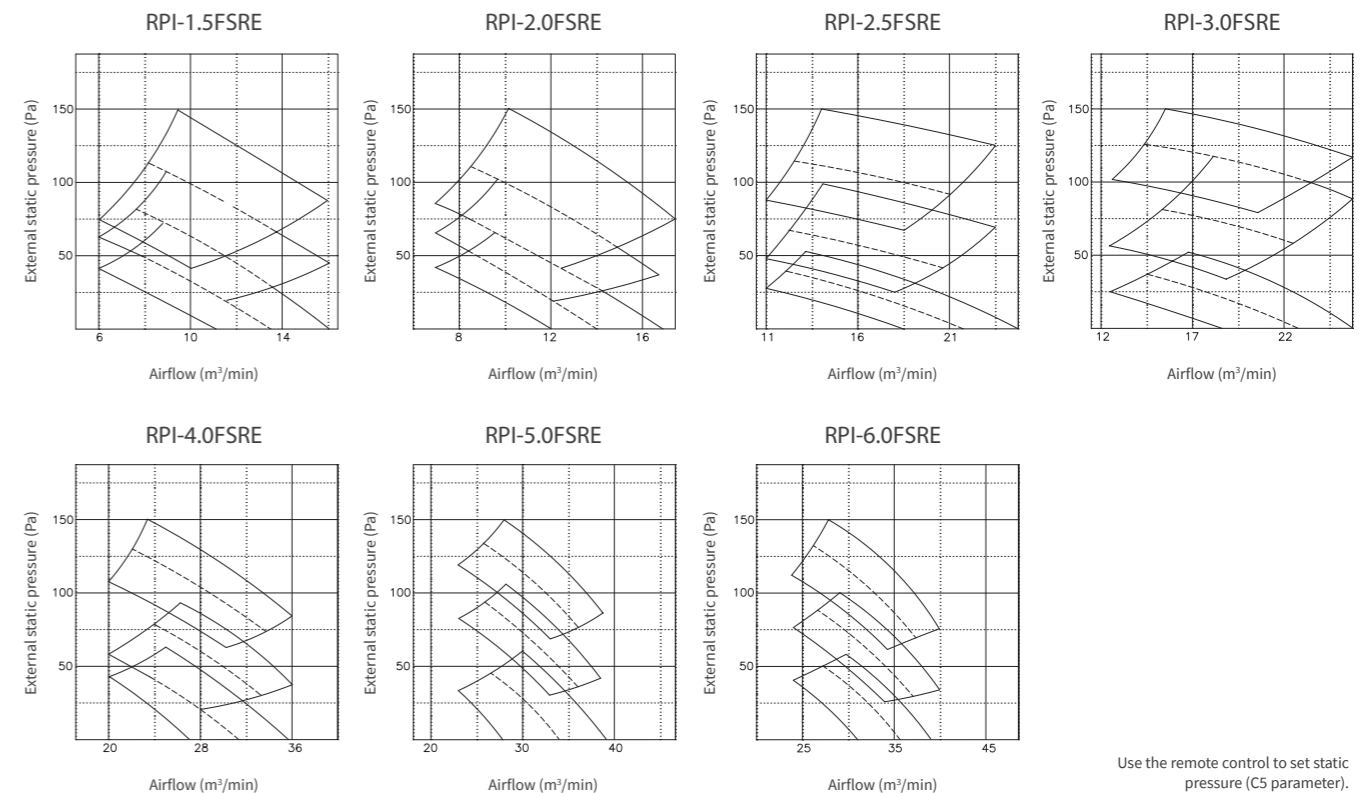 RPI-1.5FSRE
External static pressure (Pa)
150
100
50
6
10
14
Airflow (m³/min)
RPI-2.0FSRE
External static pressure (Pa)
150
100
50
8
12
16
Airflow (m³/min)
RPI-2.5FSRE
External static pressure (Pa)
150
100
50
11
16
21
Airflow (m³/min)
RPI-3.0FSRE
External static pressure (Pa)
150
100
50
12
17
22
Airflow (m³/min)
RPI-4.0FSRE
External static pressure (Pa)
150
100
50
20
28
36
Airflow (m³/min)
RPI-5.0FSRE
External static pressure (Pa)
150
100
50
20
30
40
Airflow (m³/min)
RPI-6.0FSRE
External static pressure (Pa)
150
100
50
25
35
45
Airflow (m³/min)
Use the remote control to set static
pressure (C5 parameter).